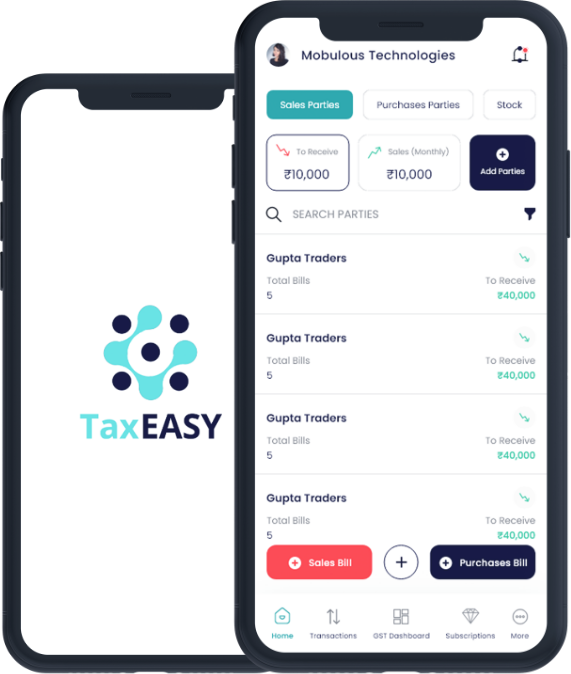 TaxEASY
Mobulous Technologies
Sales Parties
Purchases Parties
Stock
To Receive
₹10,000
Sales (Monthly)
₹10,000
Add Parties
SEARCH PARTIES
Gupta Traders
Total Bills
To Receive
5
₹40,000
Gupta Traders
Total Bills
To Receive
5
₹40,000
Gupta Traders
Total Bills
To Receive
5
₹40,000
Gupta Traders
Total Bills
To Receive
5
₹40,000
Sales Bill
Purchases Bill
Home
Transactions
GST Dashboard
Subscriptions
More